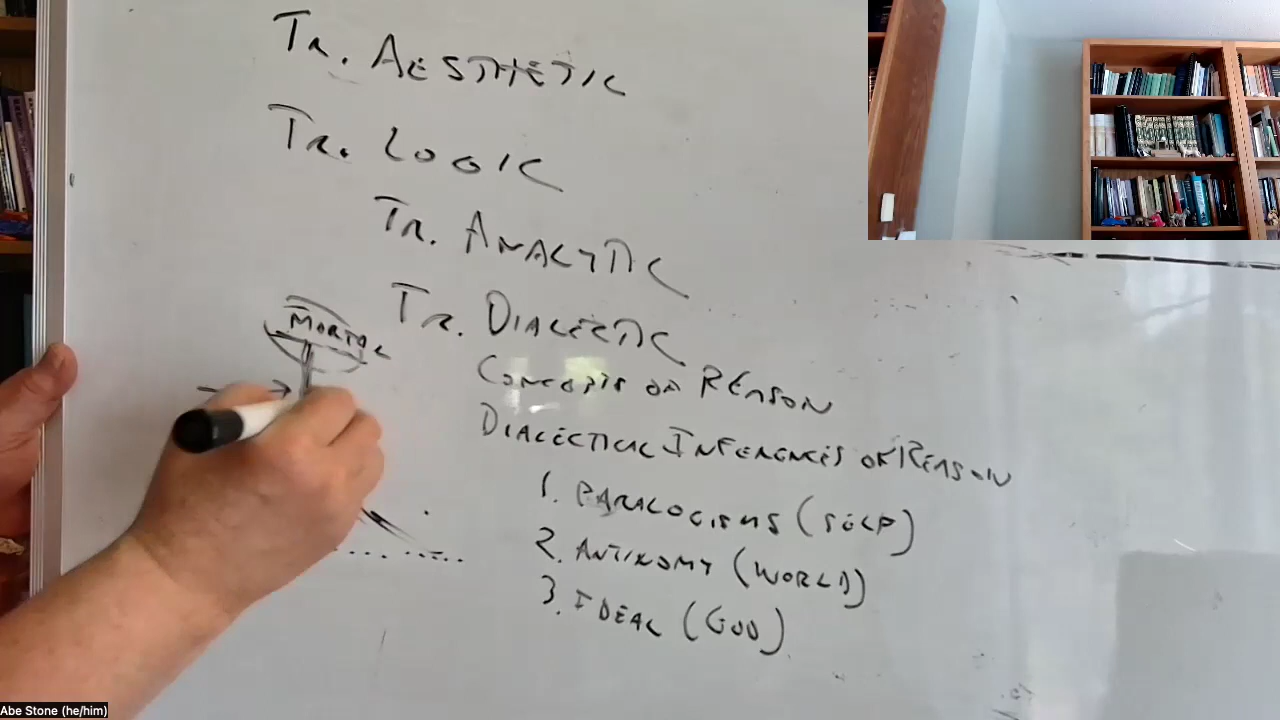 Tr. AESTHETIC
Tr. LOGIC
Tr. ANALYTIC
Tr. DIALECTIC
MORTAL
CONCEPTS OF REASON
DIALECTICAL INFERENCES OF REASON
1. PARALOGISMS (SELF)
2. ANTINOMY (WORLD)
3. IDEAL (GOD)
Abe Stone (he/him)